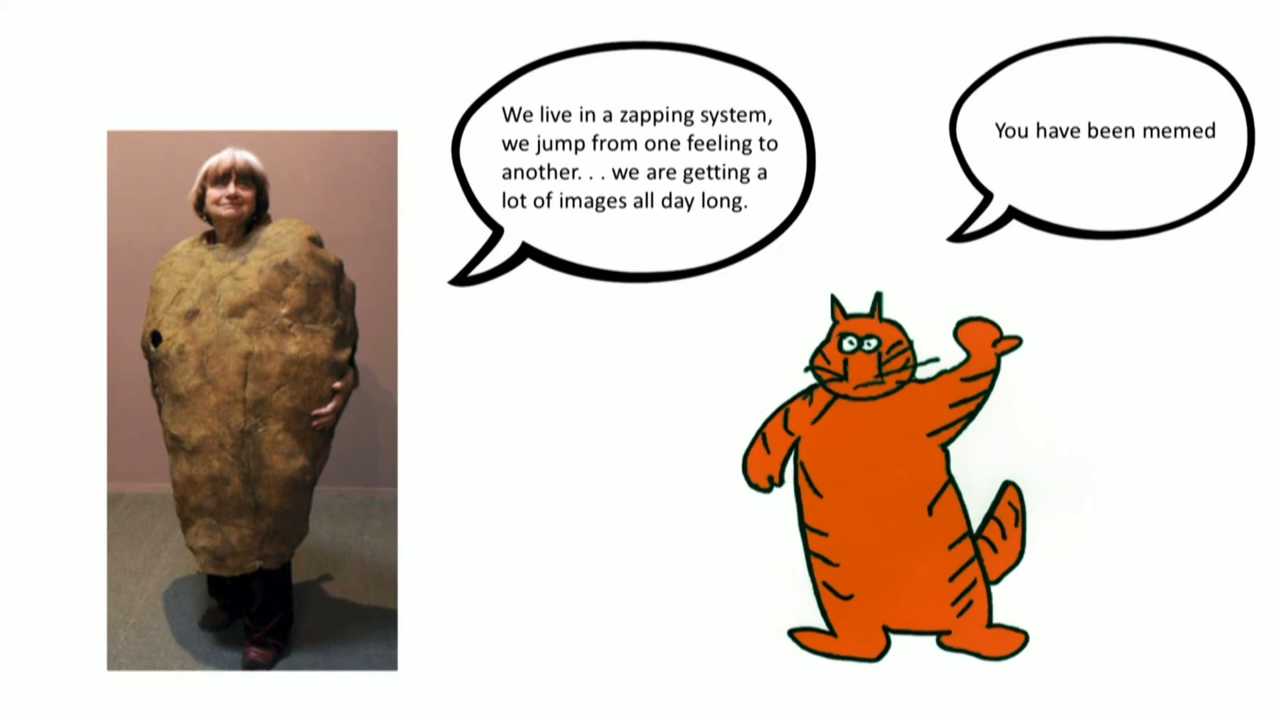 We live in a zapping system,
we jump from one feeling to
another. . . we are getting a
lot of images all day long.
You have been memed